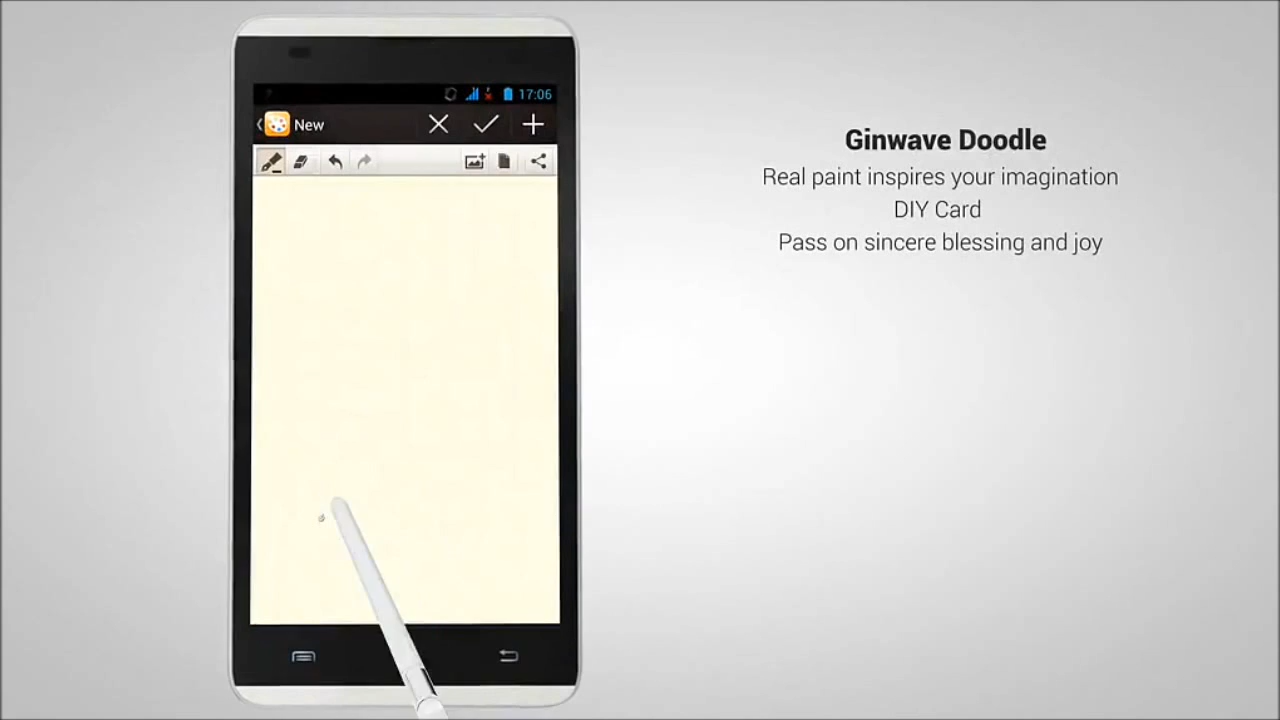 17:06
New
Ginwave Doodle
Real paint inspires your imagination
DIY Card
Pass on sincere blessing and joy